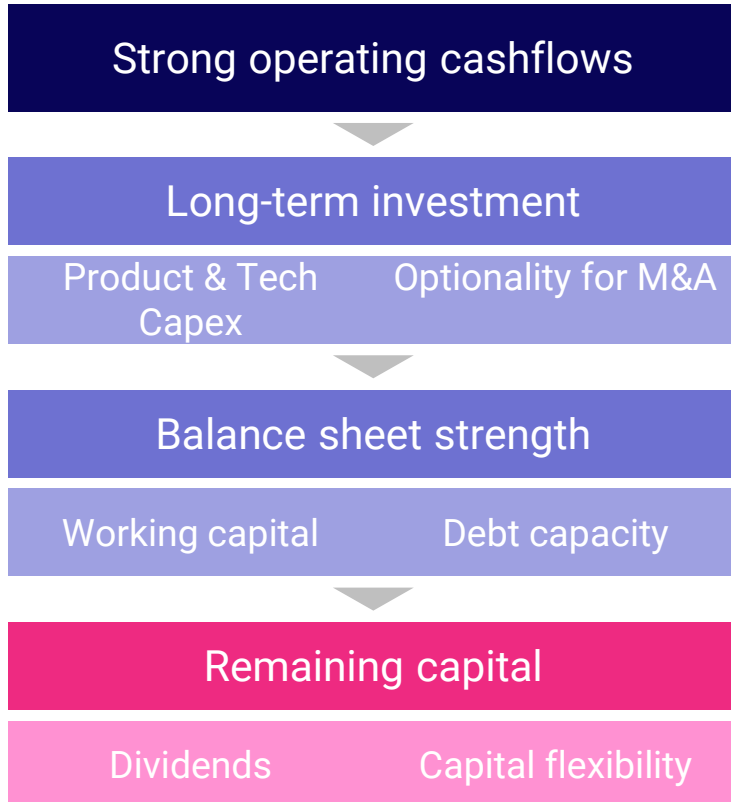 Strong operating cashflows
Long-term investment
Product & Tech
Capex
Optionality for M&A
Balance sheet strength
Working capital
Debt capacity
Remaining capital
Dividends
Capital flexibility